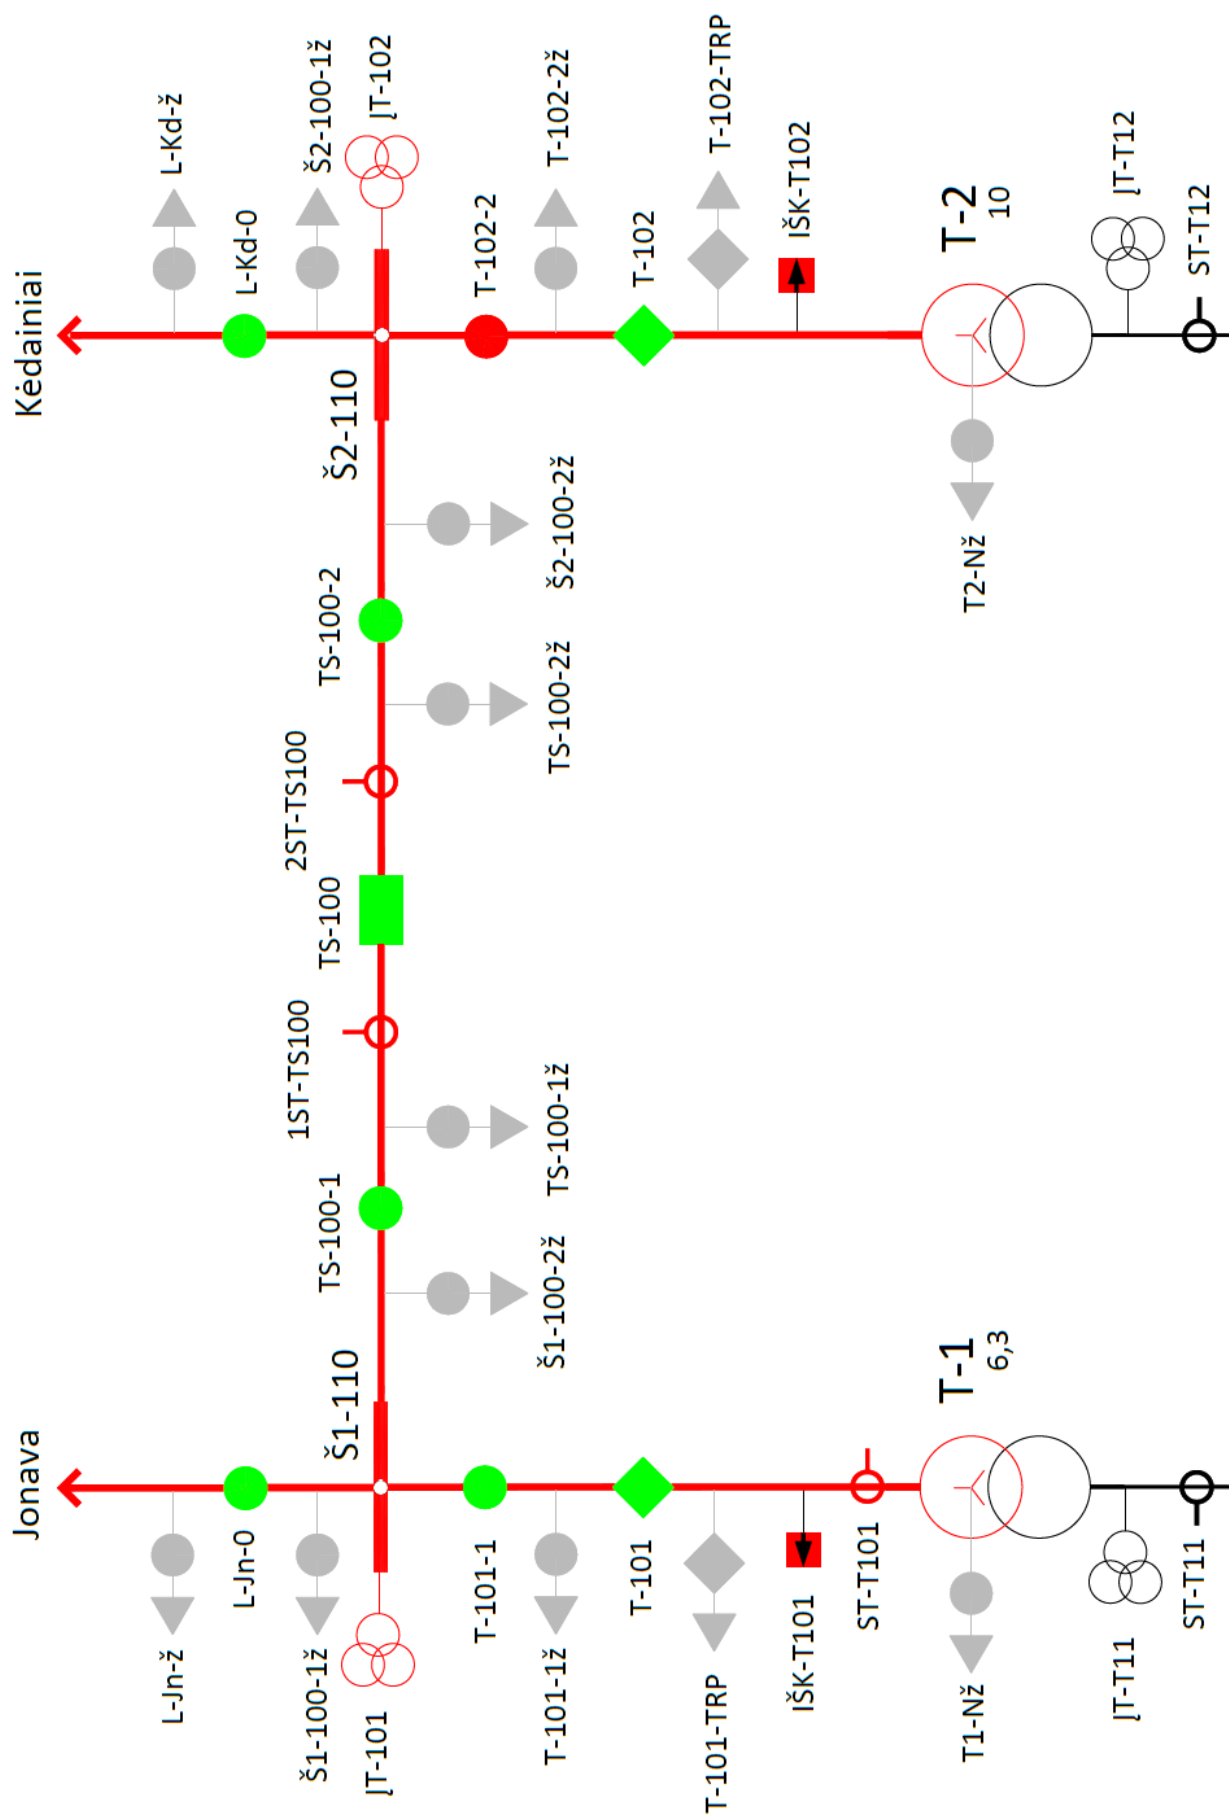 Jonava
Kėdainiai
L-Jn-ž
L-Kd-ž
L-Jn-0
L-Kd-0
Š1-100-1ž
1ST-TS100
2ST-TS100
Š2-100-1ž
Š1-110
TS-100-1
TS-100
TS-100-2
Š2-110
ĮT-101
ĮT-102
T-101-1
T-102-2
T-101-1ž
Š1-100-2ž
TS-100-1ž
TS-100-2ž
Š2-100-2ž
T-102-2ž
T-101
T-102
T-101-TRP
T-102-TRP
IŠK-T101
IŠK-T102
ST-T101
T-1
6,3
T-2
10
T1-Nž
T2-Nž
ĮT-T11
ĮT-T12
ST-T11
ST-T12